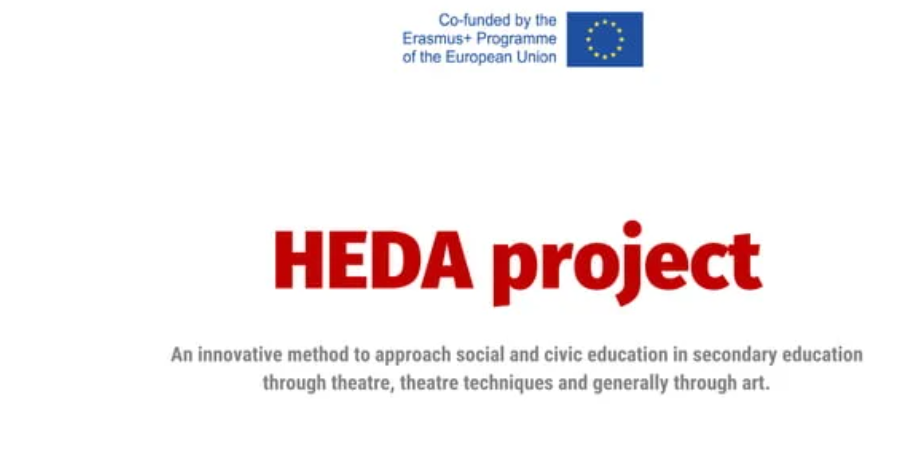 Co-funded by the
Erasmus+ Programme
of the European Union
HEDA project
An innovative method to approach social and civic education in secondary education
through theatre, theatre techniques and generally through art.